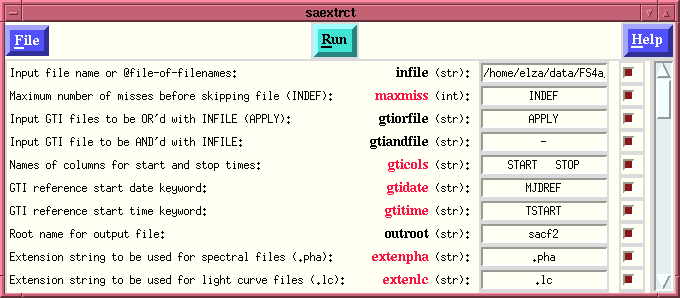 saextrct
File Run Help
Input file name or @file-of-filenames: infile (str): /home/elza/data/FS4a
Maximum number of misses before skipping file (INDEF): maxmiss (int): INDEF
Input GTI files to be OR'd with INFILE (APPLY): gtiorfile (str): APPLY
Input GTI file to be AND'd with INFILE: gtiandfile (str): -
Names of columns for start and stop times: gticols (str): START STOP
GTI reference start date keyword: gtidate (str): MJDREF
GTI reference start time keyword: gtitime (str): TSTART
Root name for output file: outroot (str): sacf2
Extension string to be used for spectral files (.pha): extenpha (str): .pha
Extension string to be used for light curve files (.lc): extenlc (str): .lc